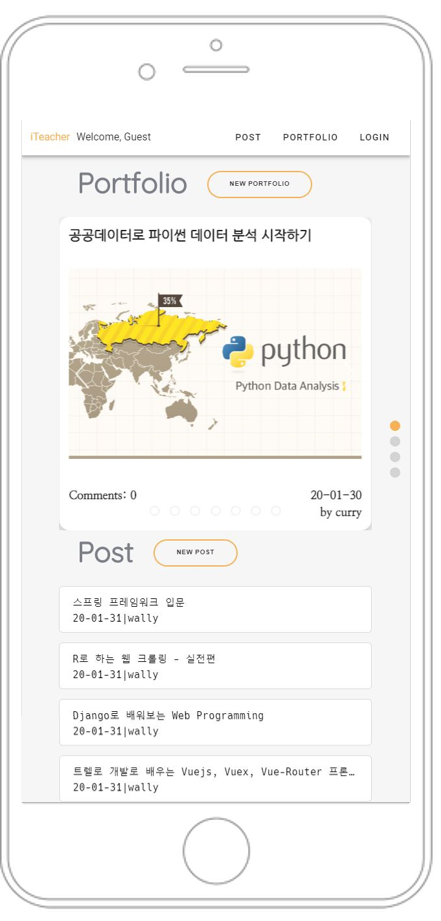 iTeacher Welcome, Guest POST PORTFOLIO LOGIN
Portfolio NEW PORTFOLIO
공공데이터로 파이썬 데이터 분석 시작하기
35%
python
Python Data Analysis 1
Comments: 0 20-01-30
by curry
Post NEW POST
스프링 프레임워크 입문
20-01-31|wally
R로 하는 웹 크롤링 - 실전편
20-01-31|wally
Django로 배워보는 Web Programming
20-01-31|wally
트렐로 개발로 배우는 Vuejs, Vuex, Vue-Router 프론…
20-01-31|wally